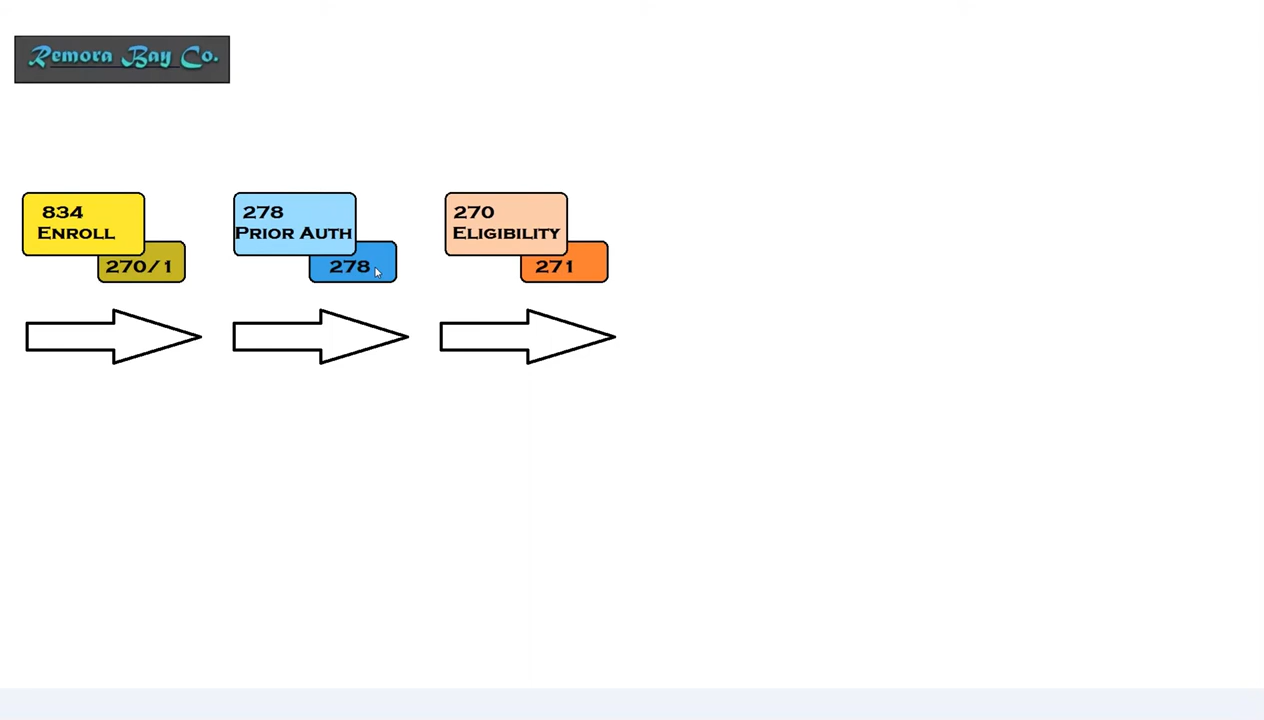 Remora Bay Co.
834
ENROLL
270/1
278
PRIOR AUTH
278
270
ELIGIBILITY
271